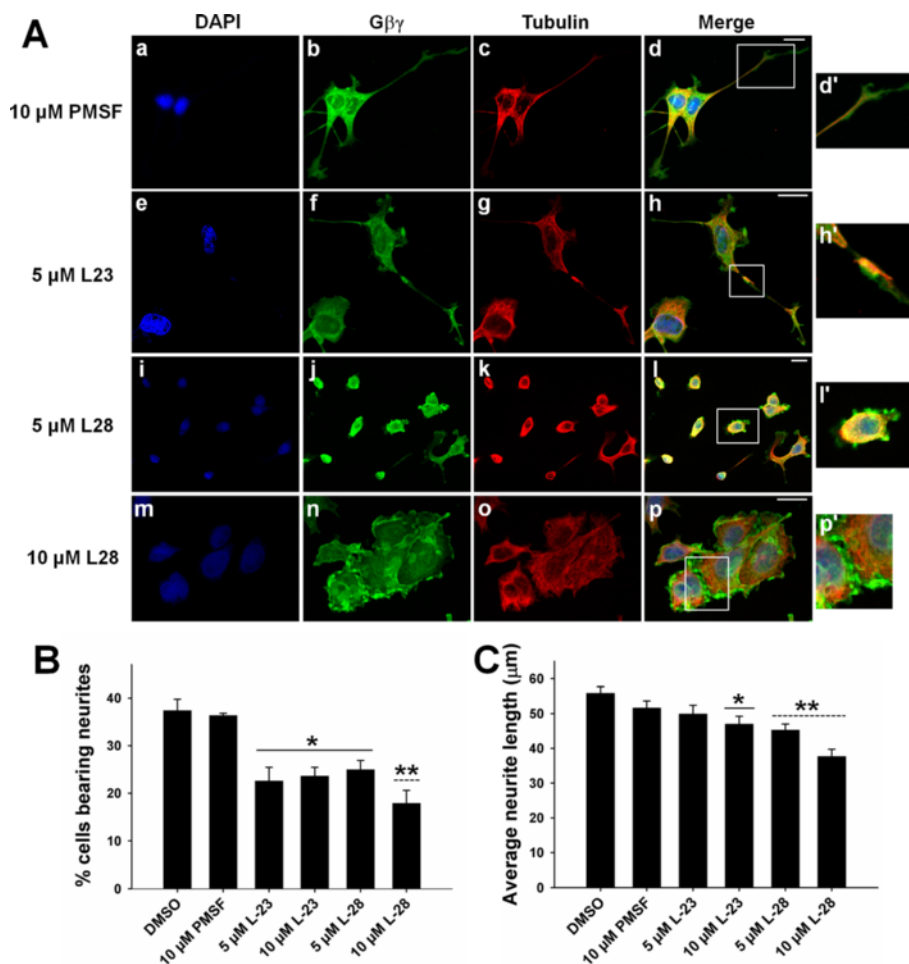 A
DAPI Gβγ Tubulin Merge
10 µM PMSF a b c d d'
5 µM L23 e f g h h'
5 µM L28 i j k l l'
10 µM L28 m n o p p'
B
% cells bearing neurites
40
30
20
10
0
* **
DMSO
10 µM PMSF
5 µM L-23
10 µM L-23
5 µM L-28
10 µM L-28
C
Average neurite length (µm)
60
50
40
30
20
10
0
* **
DMSO
10 µM PMSF
5 µM L-23
10 µM L-23
5 µM L-28
10 µM L-28